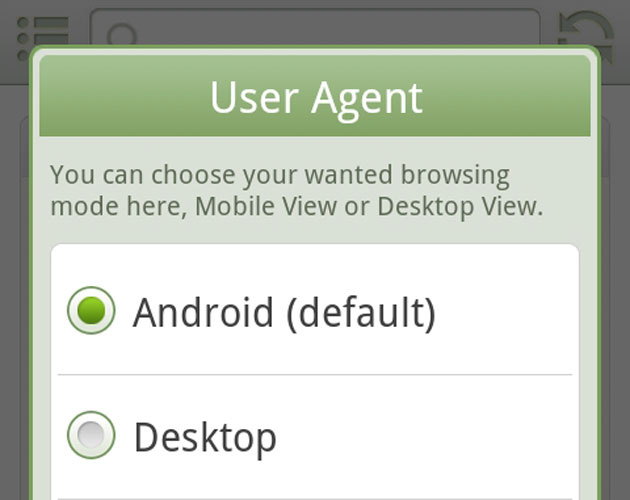 User Agent
You can choose your wanted browsing
mode here, Mobile View or Desktop View.
Android (default)
Desktop